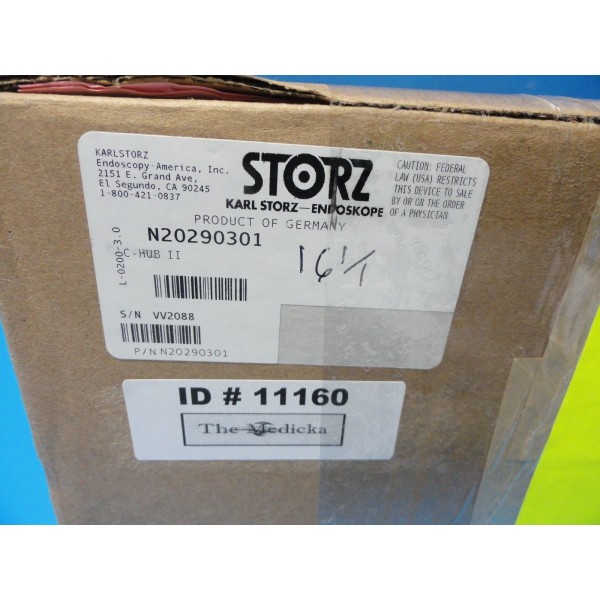 KARLSTORZ
Endoscopy-America, Inc.
2151 E. Grand Ave,
El Segundo, CA 90245
1-800-421-0837
STORZ
KARL STORZ—ENDOSKOPE
CAUTION: FEDERAL
LAW (USA) RESTRICTS
THIS DEVICE TO SALE
BY OR ON THE ORDER
OF A PHYSICIAN
PRODUCT OF GERMANY
N20290301
C-HUB II
L-0200-3.0
S/N VV2088
P/N N20290301
ID # 11160
The Medicka